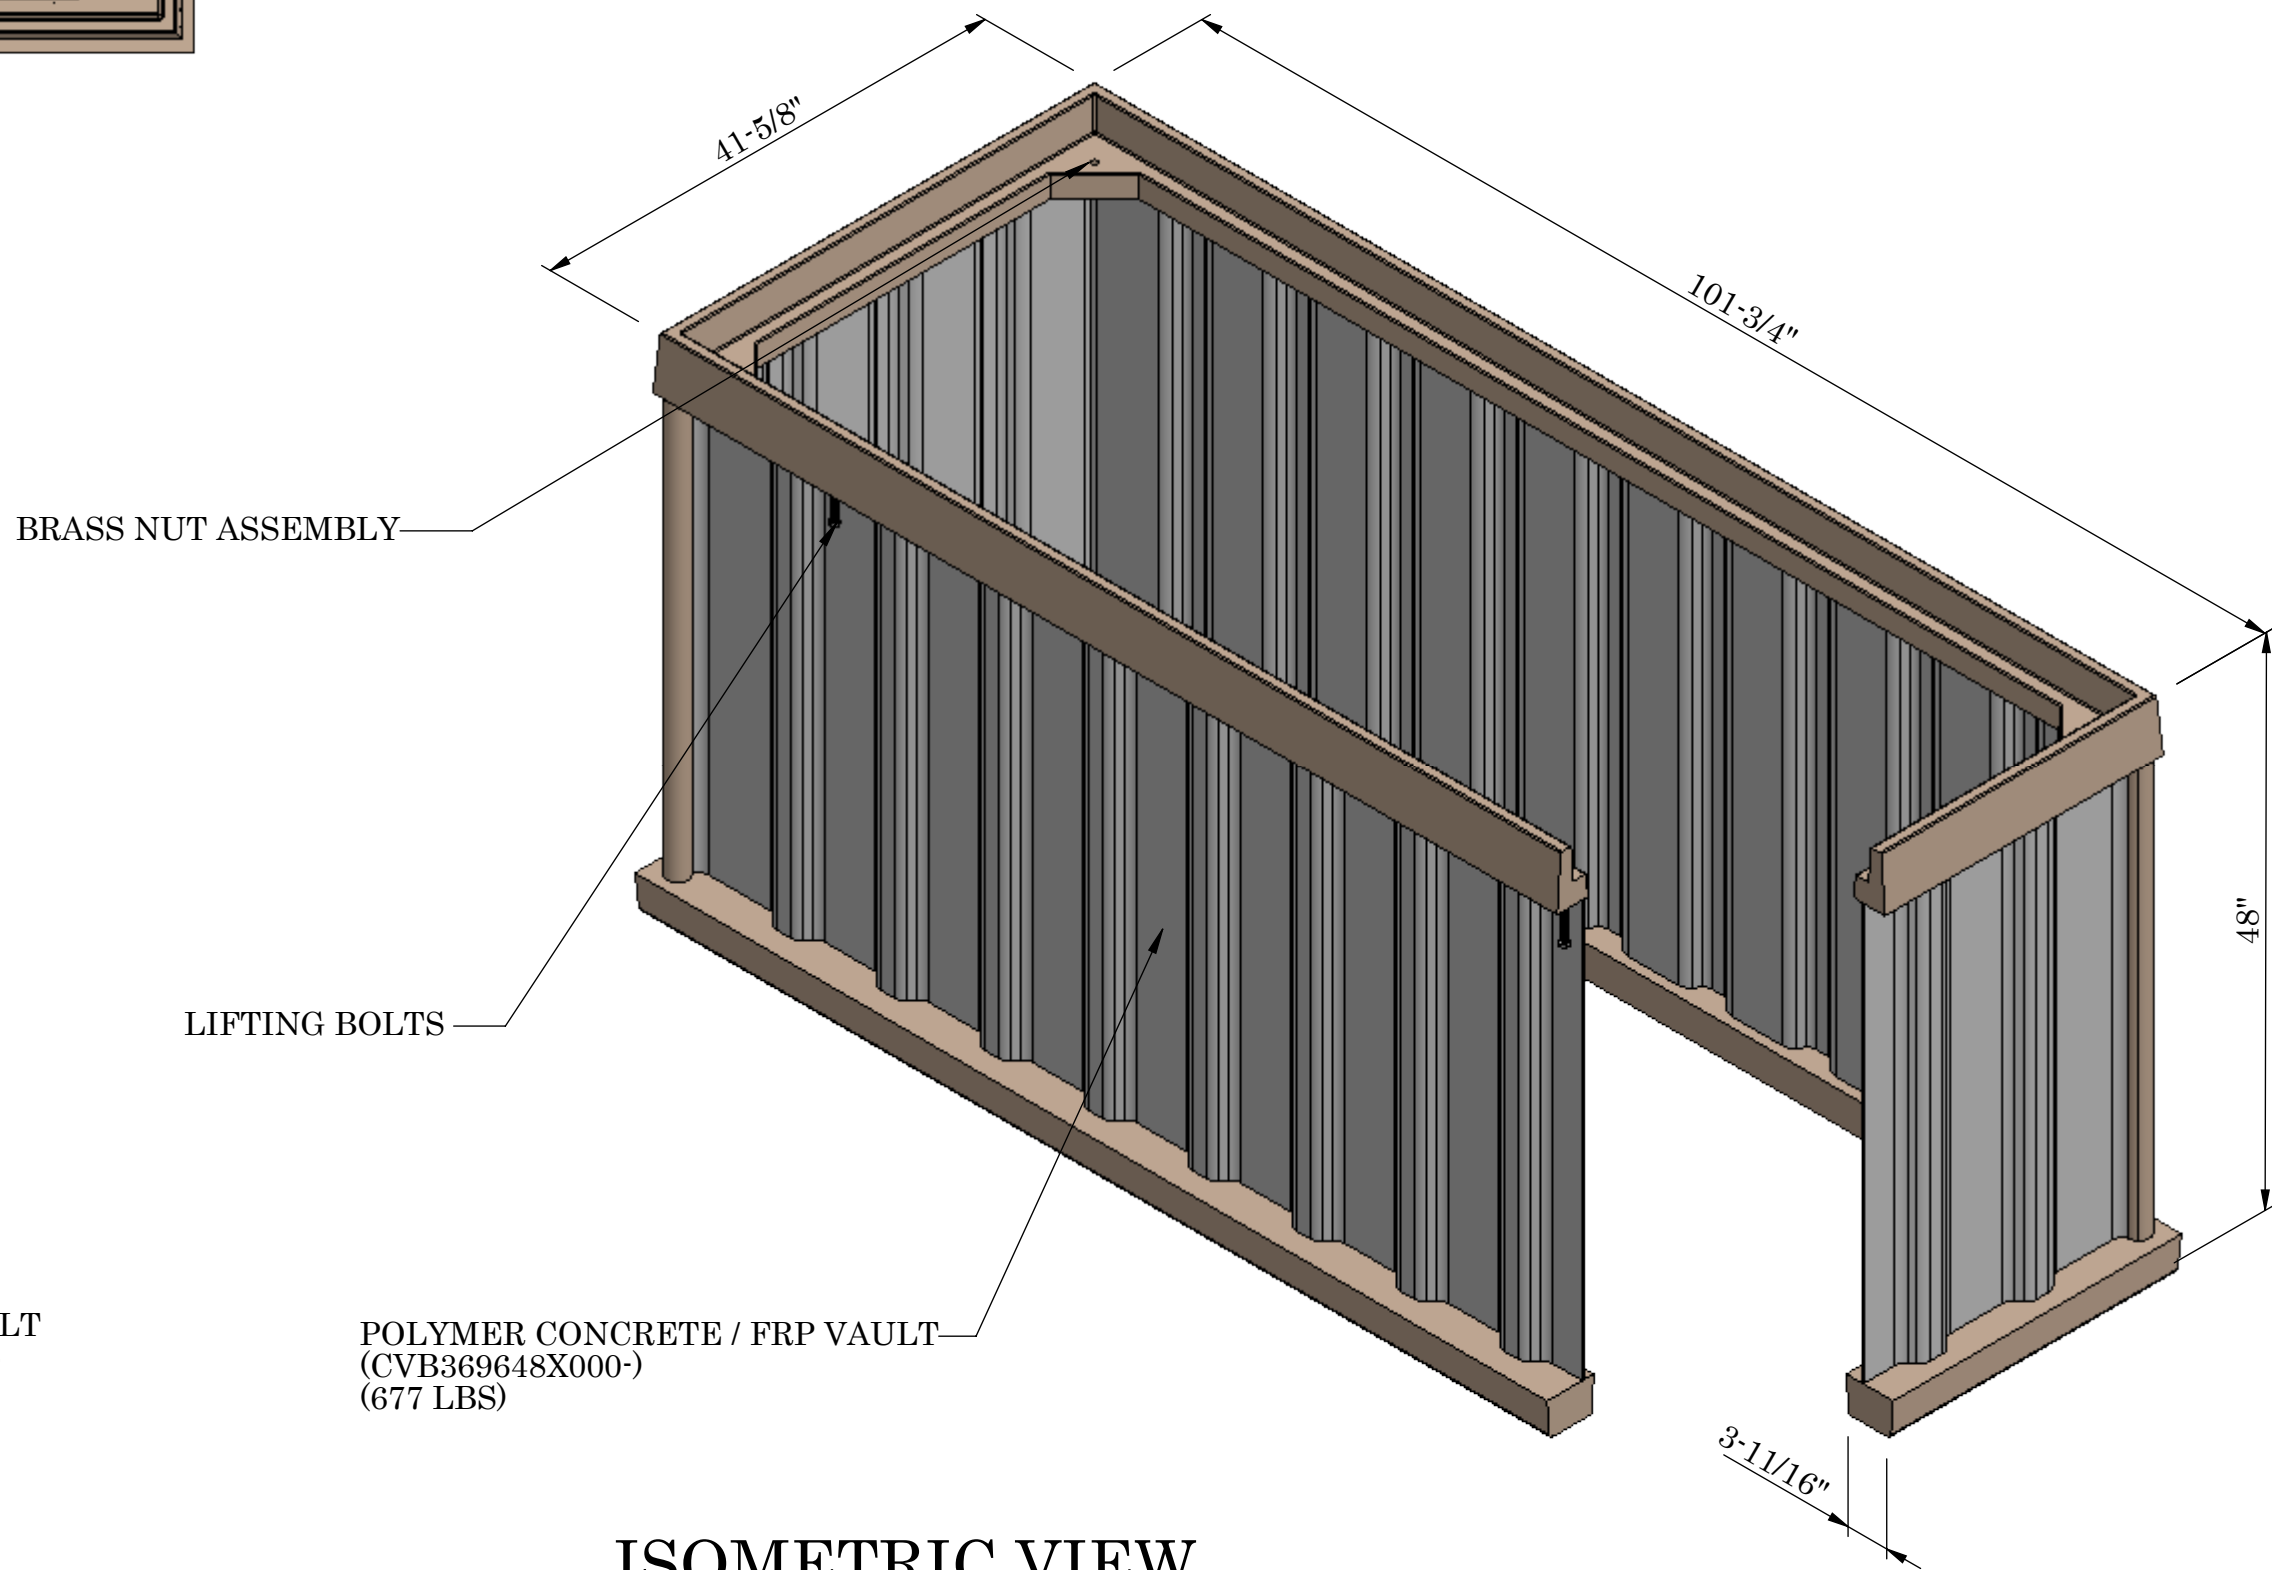 41-5/8"
101-3/4"
BRASS NUT ASSEMBLY
48"
LIFTING BOLTS
LT
POLYMER CONCRETE / FRP VAULT
(CVB369648X000-)
(677 LBS)
3-11/16"
ISOMETRIC VIEW